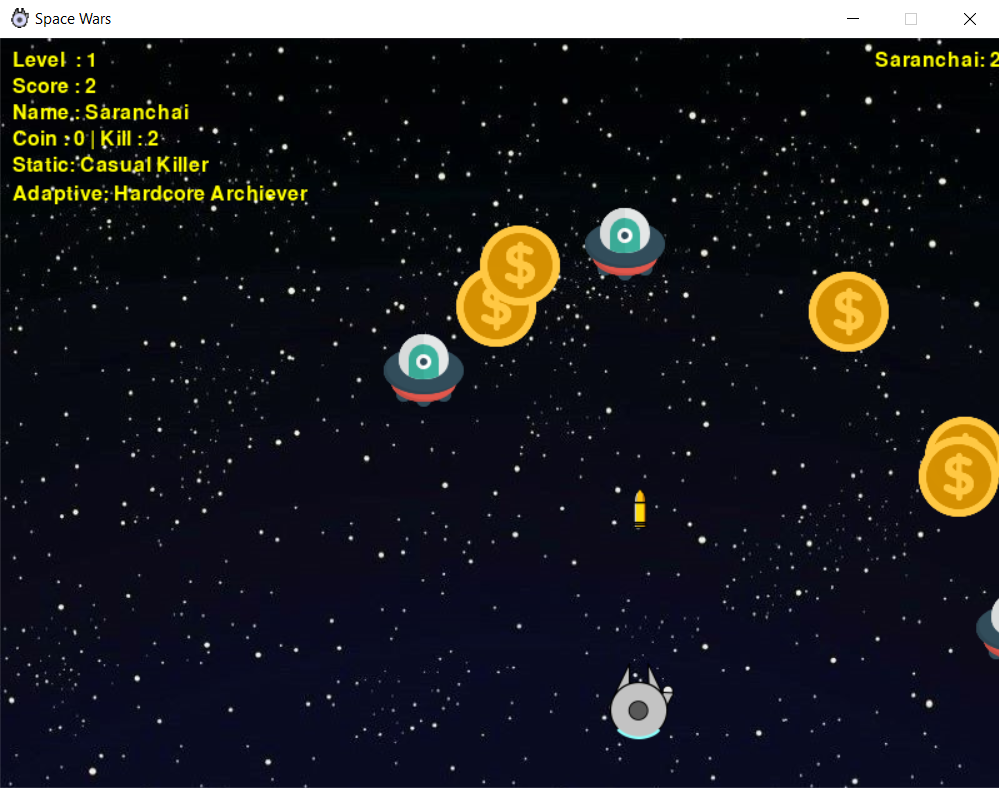 Space Wars
Level : 1
Saranchai: 2
Score : 2
Name : Saranchai
Coin : 0 | Kill : 2
Static: Casual Killer
Adaptive: Hardcore Archiever
$
$
$
$